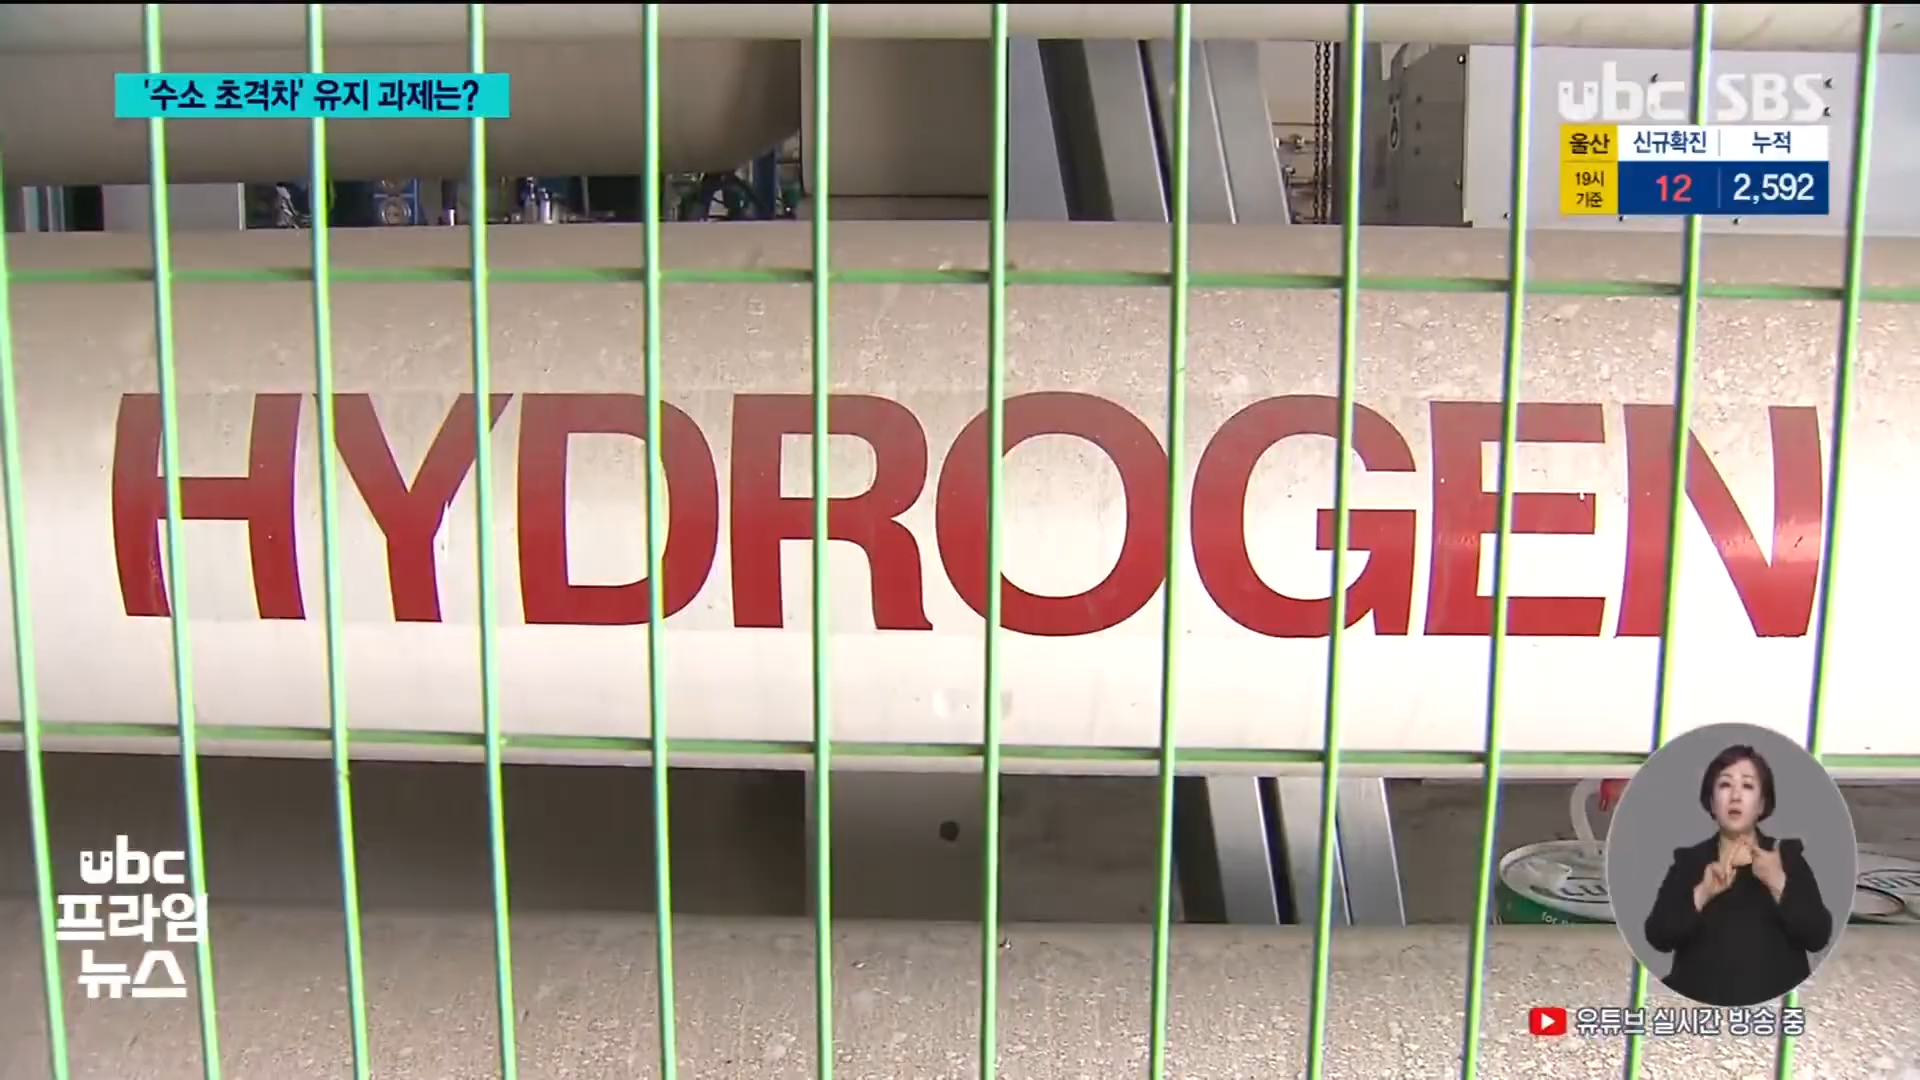 '수소 초격차' 유지 과제는?
ubc SBS
울산 신규확진 누적
19시 기준 12 2,592
HYDROGEN
ubc
프라임
뉴스
유튜브 실시간 방송 중